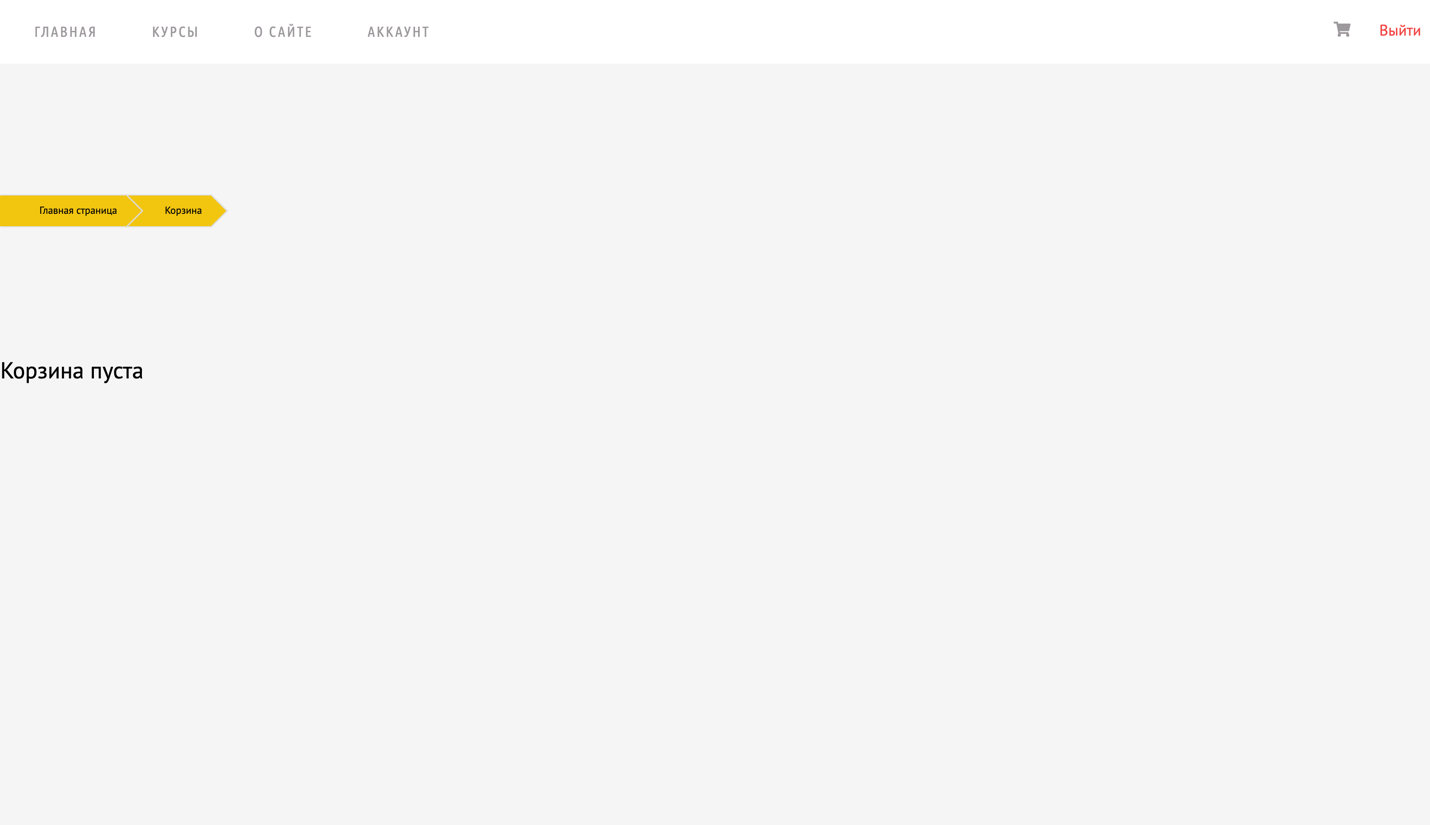 ГЛАВНАЯ КУРСЫ О САЙТЕ АККАУНТ Выйти
Главная страница Корзина
Корзина пуста